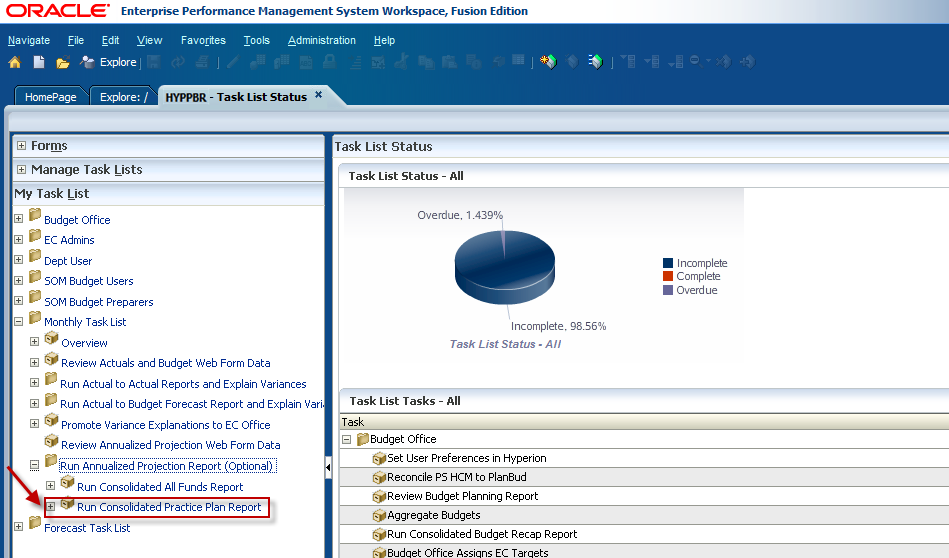 ORACLE® Enterprise Performance Management System Workspace, Fusion Edition
Navigate File Edit View Favorites Tools Administration Help
Explore
HomePage Explore: / HYPPBR - Task List Status ×
Forms
Manage Task Lists
My Task List
Budget Office
EC Admins
Dept User
SOM Budget Users
SOM Budget Preparers
Monthly Task List
Overview
Review Actuals and Budget Web Form Data
Run Actual to Actual Reports and Explain Variances
Run Actual to Budget Forecast Report and Explain Varia
Promote Variance Explanations to EC Office
Review Annualized Projection Web Form Data
Run Annualized Projection Report (Optional)
Run Consolidated All Funds Report
Run Consolidated Practice Plan Report
Forecast Task List
Task List Status
Task List Status - All
Overdue, 1.439%
Incomplete
Complete
Overdue
Incomplete, 98.56%
Task List Status - All
Task List Tasks - All
Task
Budget Office
Set User Preferences in Hyperion
Reconcile PS HCM to PlanBud
Review Budget Planning Report
Aggregate Budgets
Run Consolidated Budget Recap Report
Budget Office Assigns EC Targets